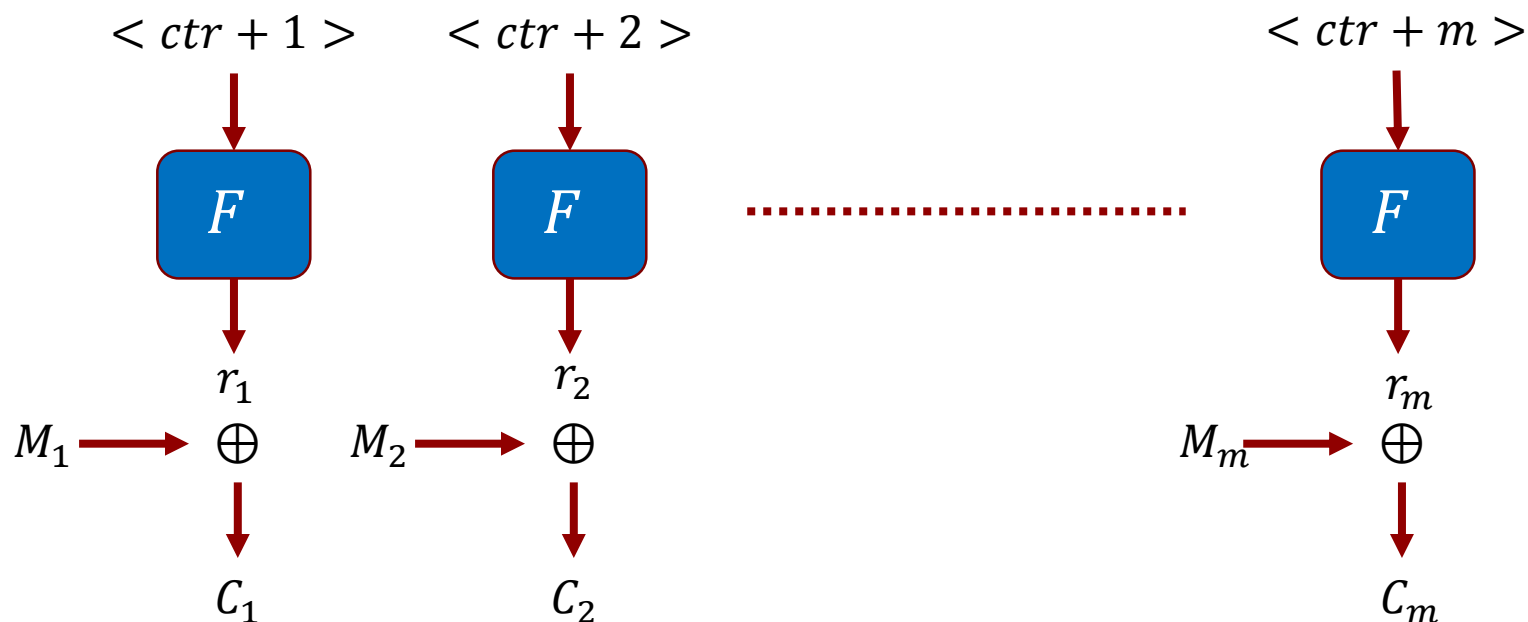 < ctr + 1 > < ctr + 2 > < ctr + m >
F F F
r₁ r₂ rₘ
M₁ ⊕ M₂ ⊕ Mₘ ⊕
C₁ C₂ Cₘ